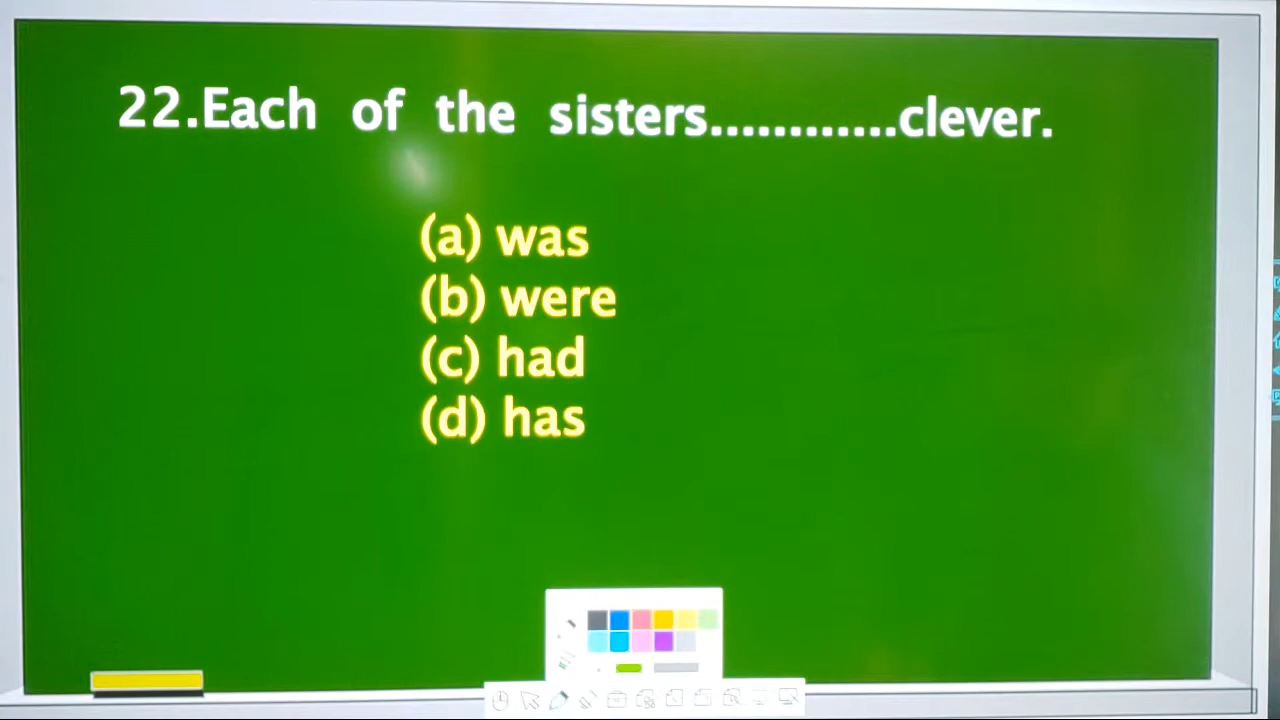 22.Each of the sisters............clever.
(a) was
(b) were
(c) had
(d) has